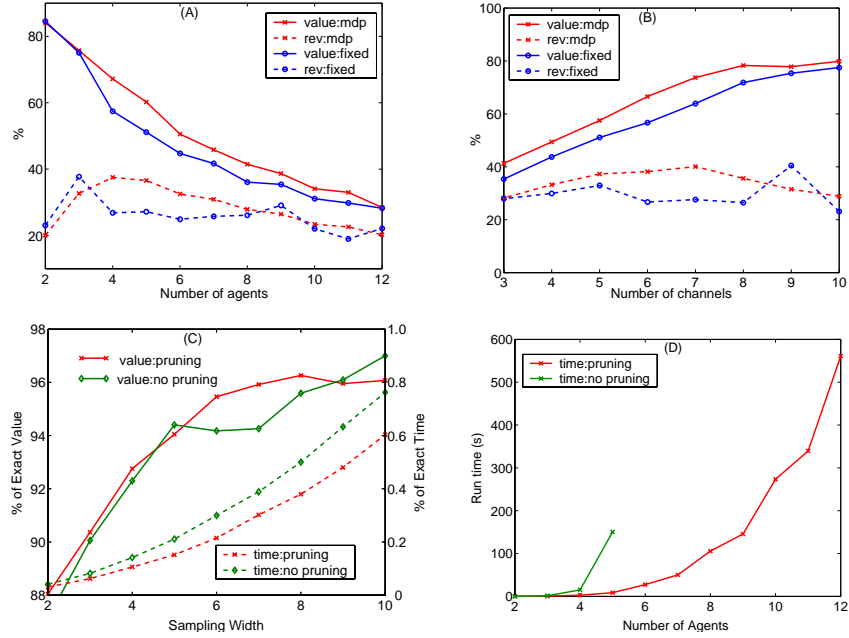 (A)
value:mdp
rev:mdp
value:fixed
rev:fixed
80
60
40
20
%
2 4 6 8 10 12
Number of agents
(B)
value:mdp
rev:mdp
value:fixed
rev:fixed
100
80
60
40
20
0
%
3 4 5 6 7 8 9 10
Number of channels
(C)
value:pruning
value:no pruning
98
96
94
92
90
88
% of Exact Value
1.0
0.8
0.6
0.4
0.2
0
% of Exact Time
time:pruning
time:no pruning
2 4 6 8 10
Sampling Width
(D)
time:pruning
time:no pruning
600
500
400
300
200
100
0
Run time (s)
2 4 6 8 10 12
Number of Agents